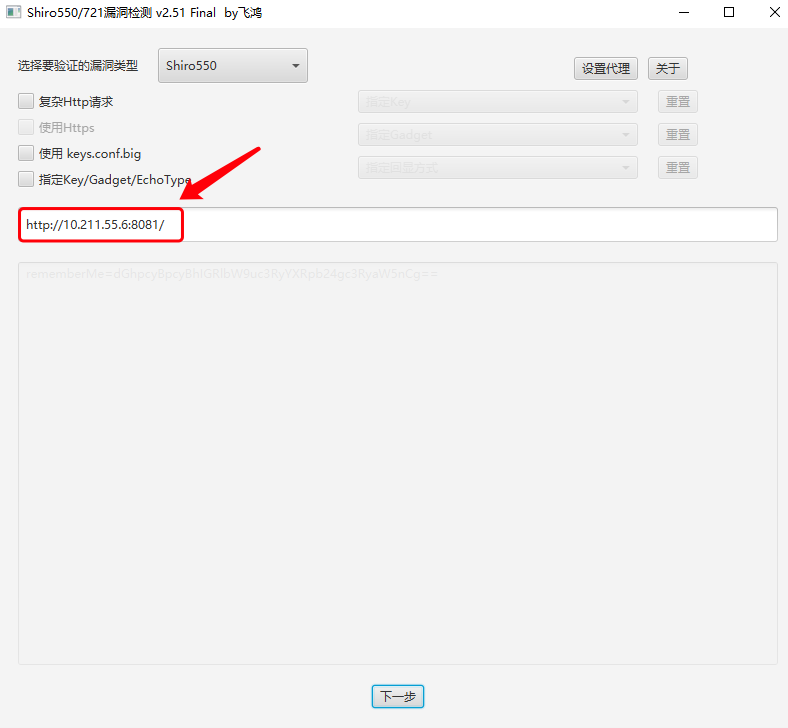 Shiro550/721漏洞检测 v2.51 Final by飞鸿
选择要验证的漏洞类型
Shiro550
设置代理
关于
复杂Http请求
指定Key
重置
使用Https
指定Gadget
重置
使用 keys.conf.big
指定回显方式
重置
指定Key/Gadget/EchoType
http://10.211.55.6:8081/
rememberMe=dGhpcyBpcyBhIGRlbW9uc3RyYXRpb24gc3RyaW5nCg==
下一步